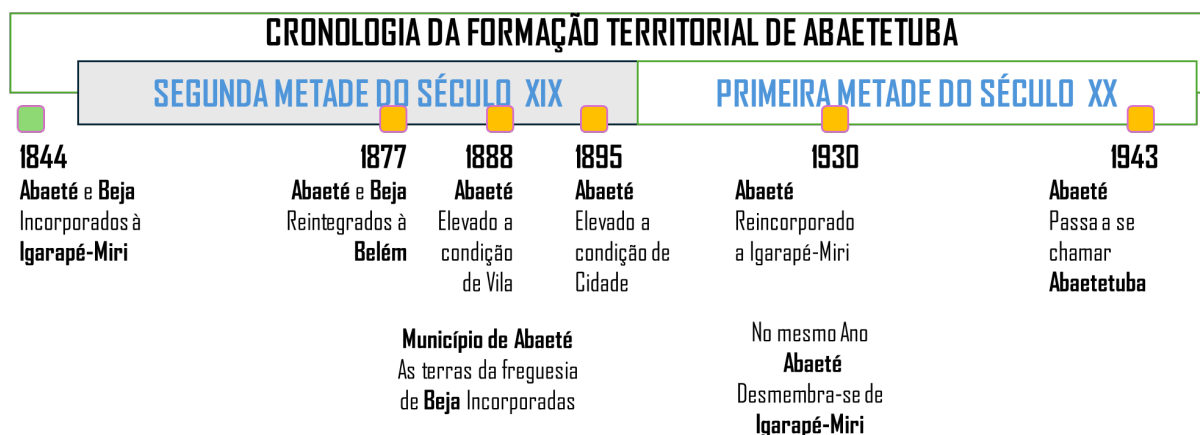 CRONOLOGIA DA FORMAÇÃO TERRITORIAL DE ABAETETUBA
SEGUNDA METADE DO SÉCULO XIX
PRIMEIRA METADE DO SÉCULO XX
1844
Abaeté e Beja
Incorporados à
Igarapé-Miri
1877
Abaeté e Beja
Reintegrados à
Belém
1888
Abaeté
Elevado a
condição
de Vila
1895
Abaeté
Elevado a
condição de
Cidade
Município de Abaeté
As terras da freguesia
de Beja Incorporadas
1930
Abaeté
Reincorporado
a Igarapé-Miri
No mesmo Ano
Abaeté
Desmembra-se de
Igarapé-Miri
1943
Abaeté
Passa a se
chamar
Abaetetuba